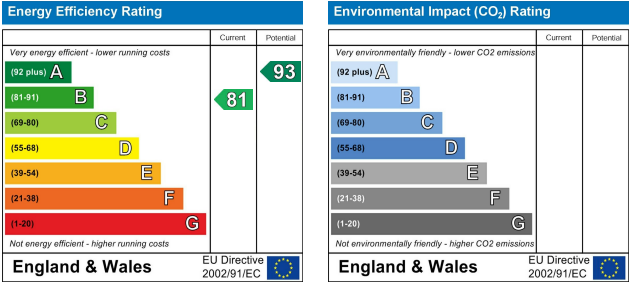 Energy Efficiency Rating
Current Potential
Very energy efficient - lower running costs
(92 plus) A
(81-91) B
(69-80) C
(55-68) D
(39-54) E
(21-38) F
(1-20) G
81
93
Not energy efficient - higher running costs
England & Wales
EU Directive
2002/91/EC
Environmental Impact (CO2) Rating
Current Potential
Very environmentally friendly - lower CO2 emissions
(92 plus) A
(81-91) B
(69-80) C
(55-68) D
(39-54) E
(21-38) F
(1-20) G
Not environmentally friendly - higher CO2 emissions
England & Wales
EU Directive
2002/91/EC